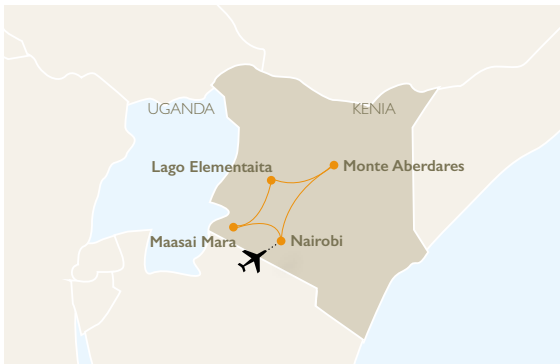 UGANDA
KENIA
Lago Elementaita
Monte Aberdares
Maasai Mara
Nairobi